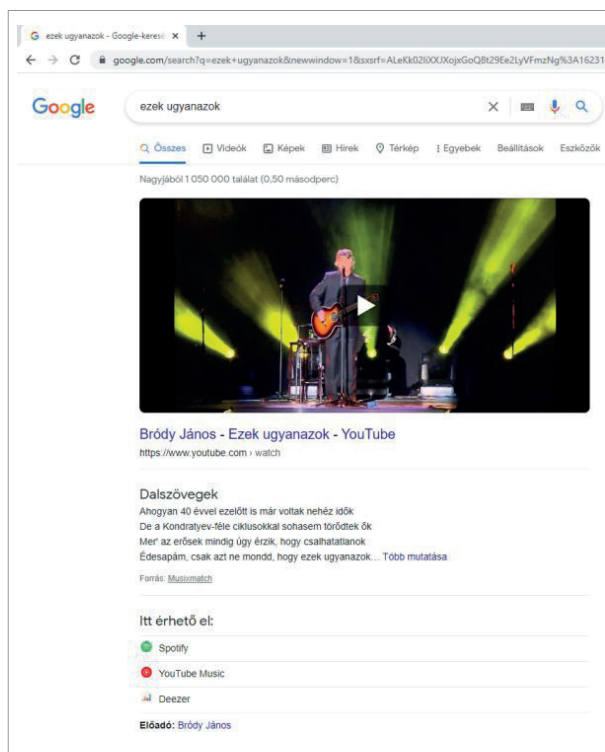 ezek ugyanazok - Google-keresé
google.com/search?q=ezek+ugyanazok&newwindow=1&sxsrf=ALeKk02liXXJXojxGoQ8t29Ee2LyVFmzNg%3A16231
Google
ezek ugyanazok
Összes Videók Képek Hírek Térkép Egyebek Beállítások Eszközök
Nagyjából 1 050 000 találat (0,50 másodperc)
Bródy János - Ezek ugyanazok - YouTube
https://www.youtube.com › watch
Dalszövegek
Ahogyan 40 évvel ezelőtt is már voltak nehéz idők
De a Kondratyev-féle ciklusokkal sohasem törődtek ők
Mer' az erősek mindig úgy érzik, hogy csalhatatlanok
Édesapám, csak azt ne mondd, hogy ezek ugyanazok… Több mutatása
Forrás: Musixmatch
Itt érhető el:
Spotify
YouTube Music
Deezer
Előadó: Bródy János